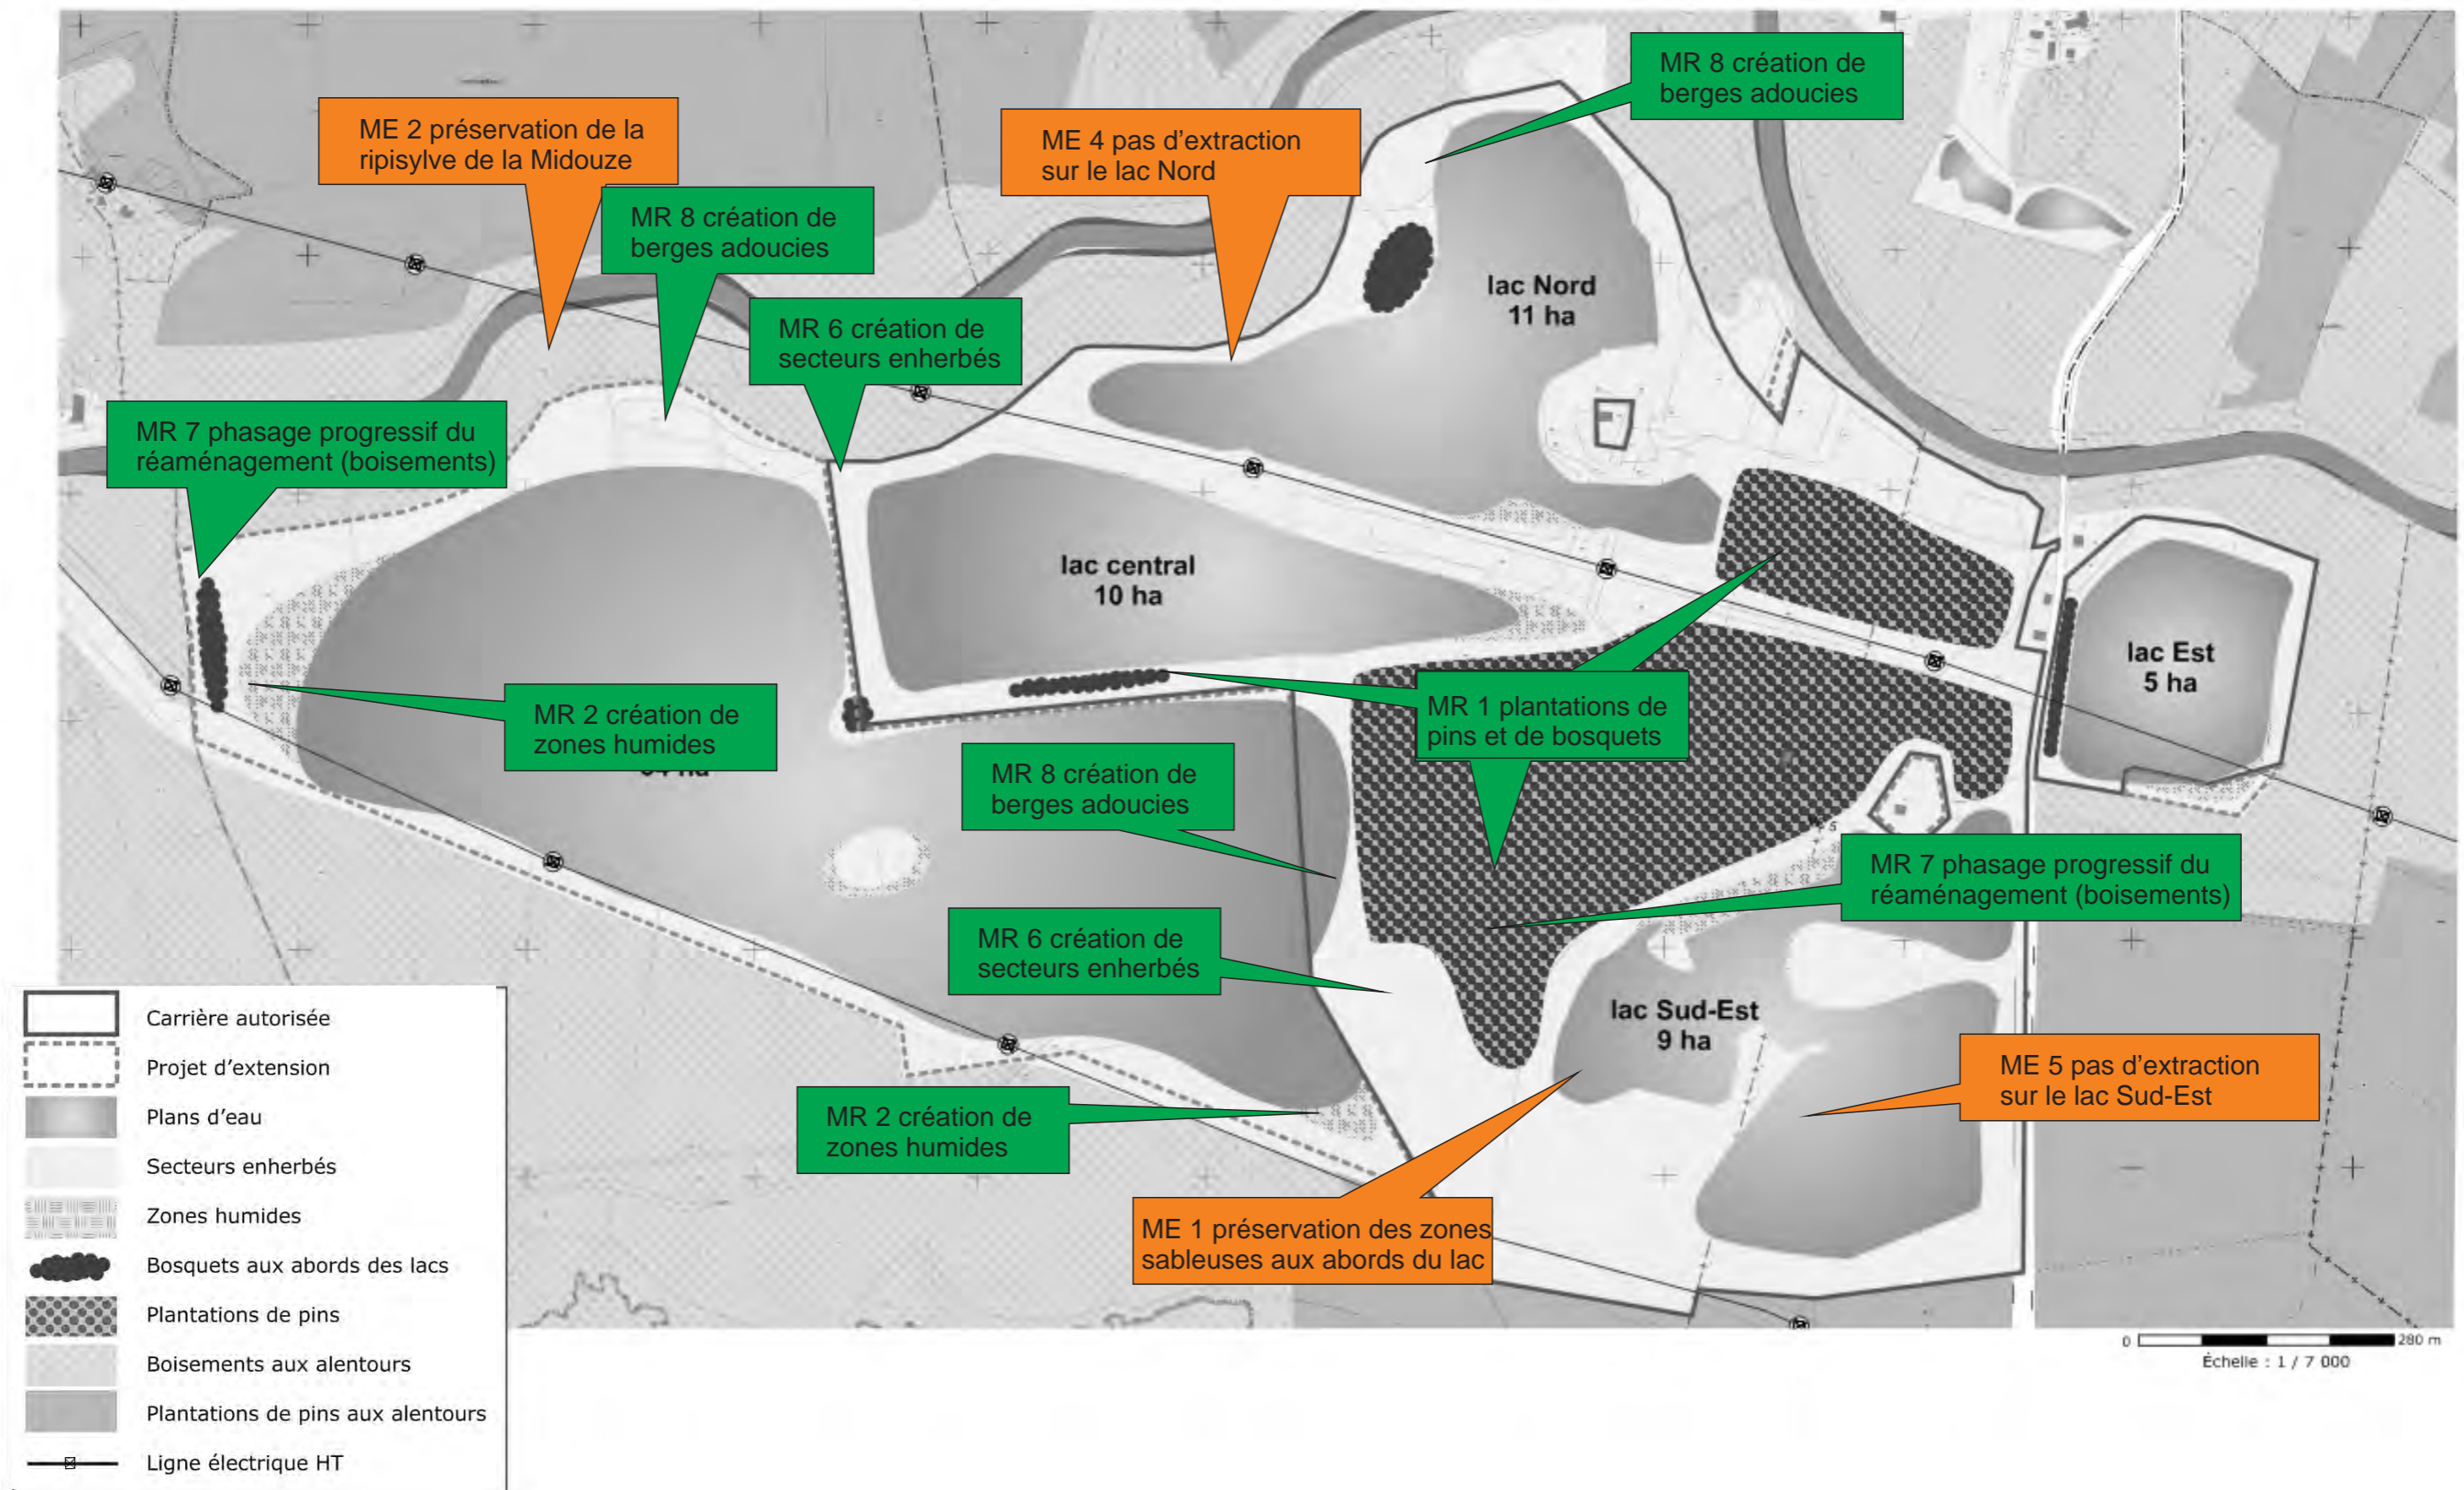 MR 8 création de
berges adoucies
ME 2 préservation de la
ripisylve de la Midouze
ME 4 pas d'extraction
sur le lac Nord
MR 8 création de
berges adoucies
lac Nord
11 ha
MR 6 création de
secteurs enherbés
MR 7 phasage progressif du
réaménagement (boisements)
lac central
10 ha
lac Est
5 ha
MR 2 création de
zones humides
MR 1 plantations de
pins et de bosquets
MR 8 création de
berges adoucies
MR 7 phasage progressif du
réaménagement (boisements)
MR 6 création de
secteurs enherbés
lac Sud-Est
9 ha
ME 5 pas d'extraction
sur le lac Sud-Est
MR 2 création de
zones humides
ME 1 préservation des zones
sableuses aux abords du lac
Carrière autorisée
Projet d'extension
Plans d'eau
Secteurs enherbés
Zones humides
Bosquets aux abords des lacs
Plantations de pins
Boisements aux alentours
Plantations de pins aux alentours
Ligne électrique HT
0 280 m
Échelle : 1 / 7 000